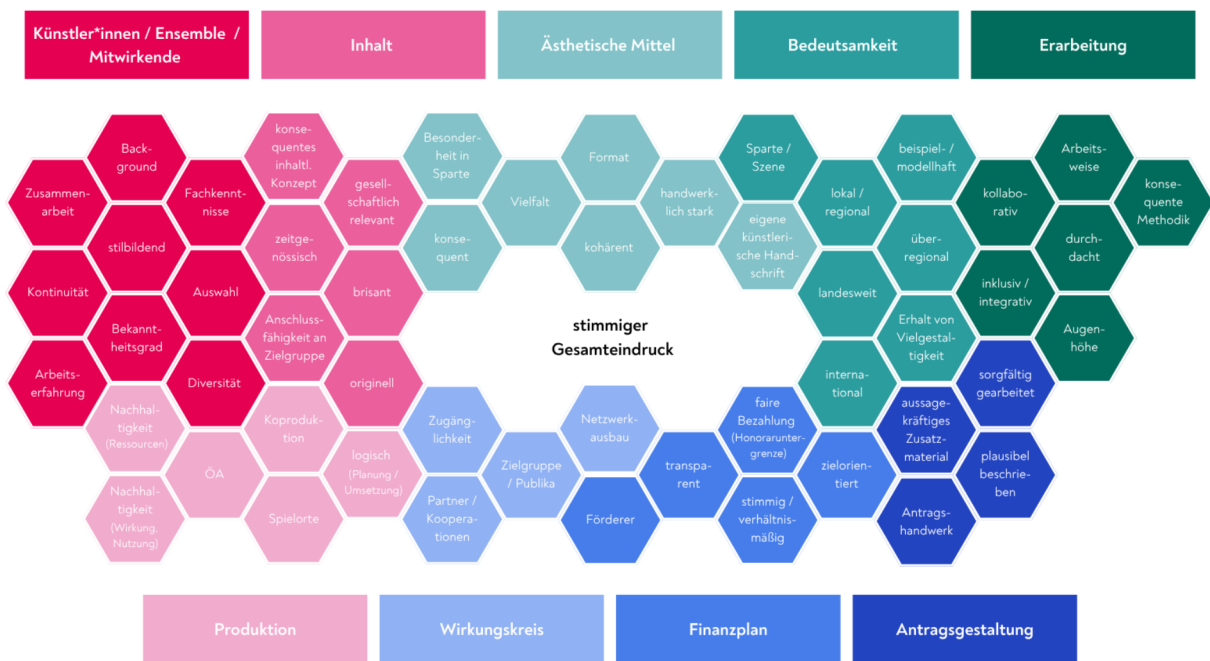 Künstler*innen / Ensemble /
Mitwirkende
Inhalt
Ästhetische Mittel
Bedeutsamkeit
Erarbeitung
Back-
ground
Zusammen-
arbeit
Fachkennt-
nisse
stilbildend
Kontinuität
Auswahl
Bekannt-
heitsgrad
Arbeits-
erfahrung
Diversität
konse-
quentes
inhaltl.
Konzept
gesell-
schaftlich
relevant
zeitge-
nössisch
brisant
Anschluss-
fähigkeit an
Zielgruppe
originell
Besonder-
heit in
Sparte
Vielfalt
Format
handwerk-
lich stark
konse-
quent
kohärent
eigene
künstleri-
sche Hand-
schrift
Sparte /
Szene
lokal /
regional
beispiel- /
modellhaft
über-
regional
landesweit
Erhalt von
Vielgestal-
tigkeit
interna-
tional
Arbeits-
weise
kollabo-
rativ
konse-
quente
Methodik
durch-
dacht
inklusiv /
integrativ
Augen-
höhe
stimmiger
Gesamteindruck
Nachhal-
tigkeit
(Ressourcen)
Koproduk-
tion
ÖA
logisch
(Planung /
Umsetzung)
Nachhal-
tigkeit
(Wirkung,
Nutzung)
Spielorte
Zugäng-
lichkeit
Netzwerk-
ausbau
Zielgruppe
/ Publika
Partner /
Koopera-
tionen
faire
Bezahlung
(Honorarunter-
grenze)
transpa-
rent
zielorien-
tiert
Förderer
stimmig /
verhältnis-
mäßig
sorgfältig
gearbeitet
aussage-
kräftiges
Zusatz-
material
plausibel
beschrie-
ben
Antrags-
handwerk
Produktion
Wirkungskreis
Finanzplan
Antragsgestaltung